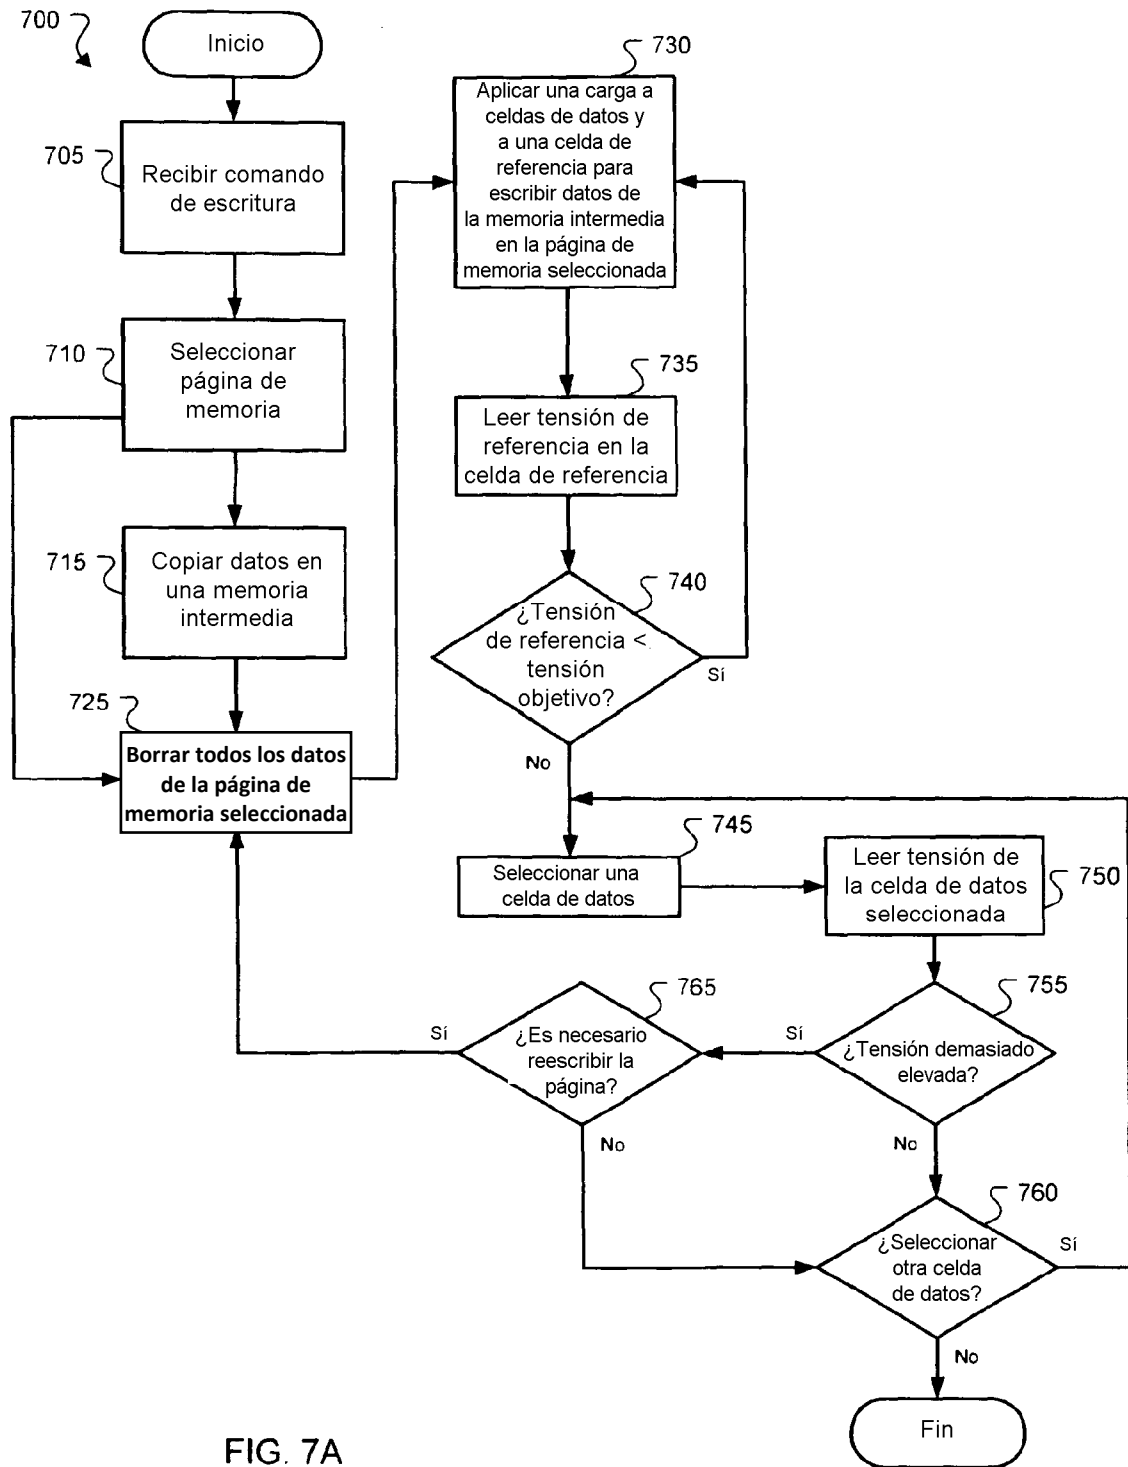 700
Inicio
705
Recibir comando
de escritura
710
Seleccionar
página de
memoria
715
Copiar datos en
una memoria
intermedia
725
Borrar todos los datos
de la página de
memoria seleccionada
730
Aplicar una carga a
celdas de datos y
a una celda de
referencia para
escribir datos de
la memoria intermedia
en la página de
memoria seleccionada
735
Leer tensión de
referencia en la
celda de referencia
740
¿Tensión
de referencia <
tensión
objetivo?
Sí
No
745
Seleccionar una
celda de datos
Leer tensión de
la celda de datos
seleccionada
750
755
¿Tensión demasiado
elevada?
Sí
No
765
¿Es necesario
reescribir la
página?
Sí
No
760
¿Seleccionar
otra celda
de datos?
Sí
No
Fin
FIG. 7A